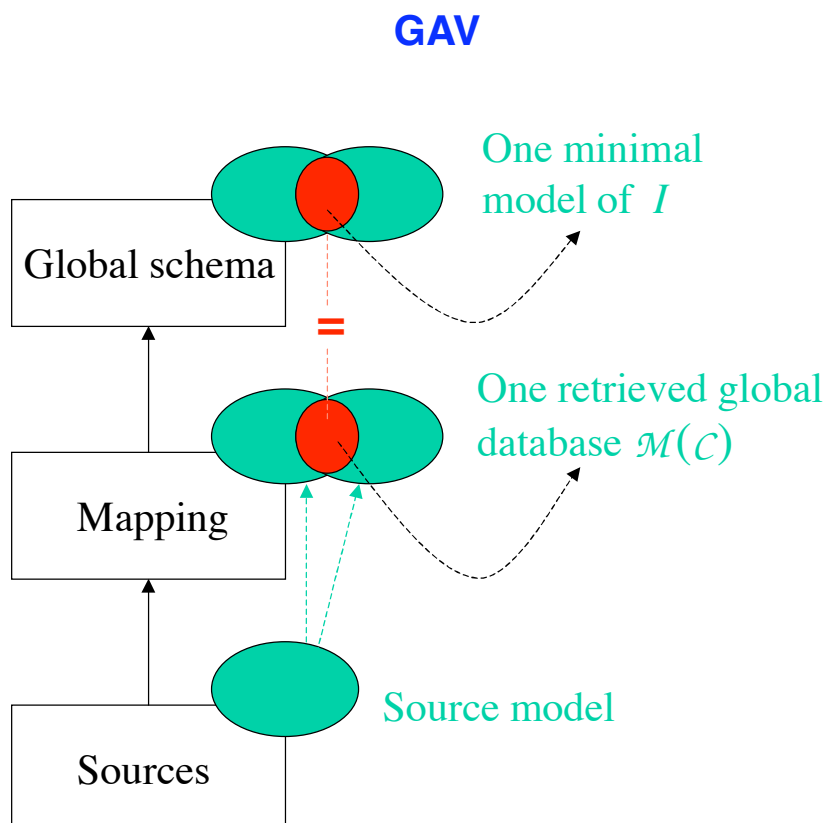 GAV
One minimal
model of I
Global schema
=
One retrieved global
database ℳ(𝒞)
Mapping
Source model
Sources